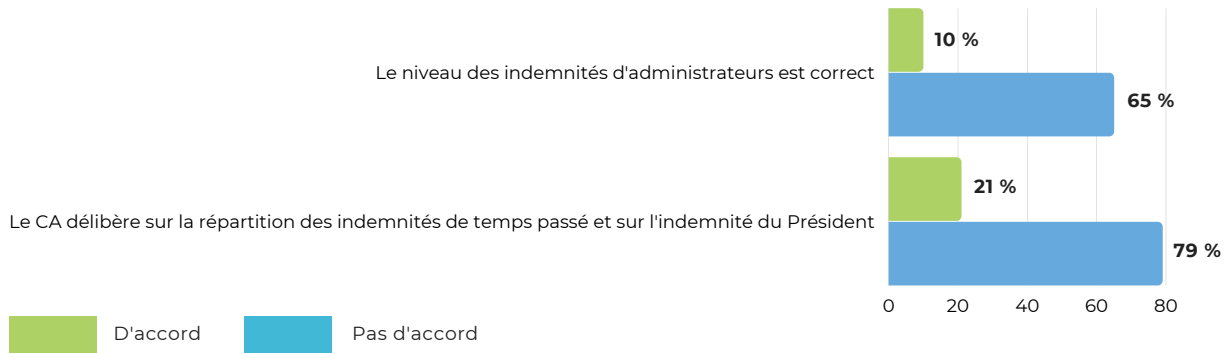 10 %
Le niveau des indemnités d'administrateurs est correct
65 %
21 %
Le CA délibère sur la répartition des indemnités de temps passé et sur l'indemnité du Président
79 %
0 20 40 60 80
D'accord Pas d'accord